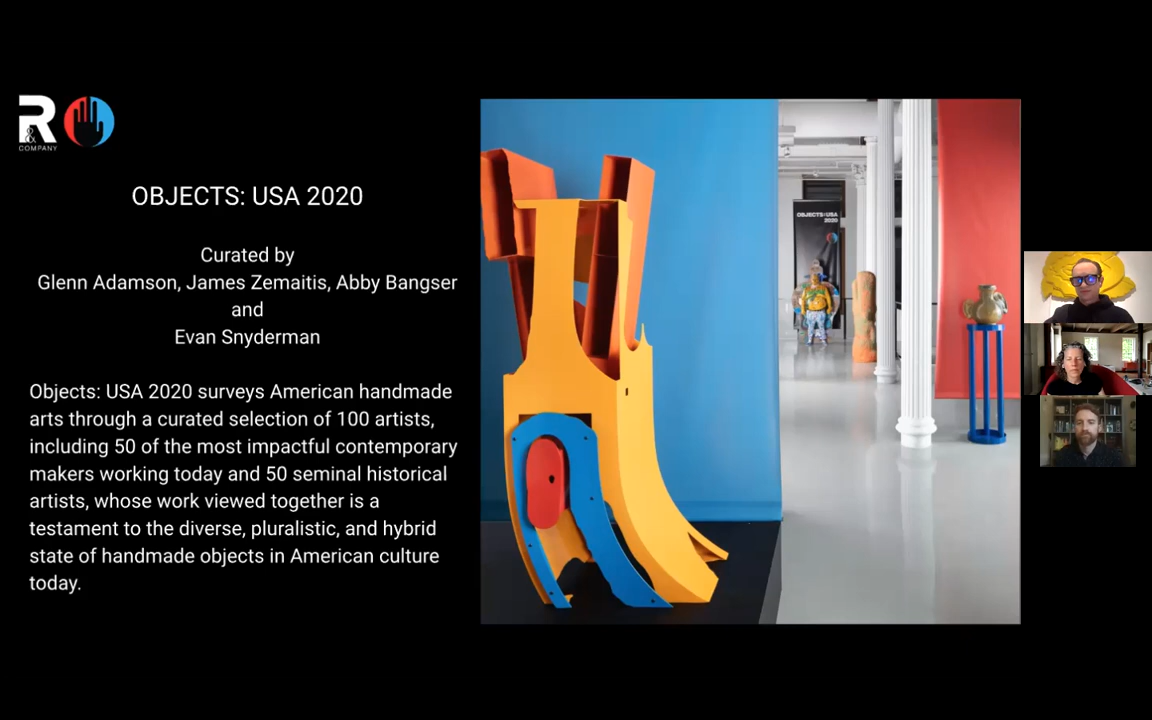 R
&
COMPANY
OBJECTS: USA 2020
Curated by
Glenn Adamson, James Zemaitis, Abby Bangser
and
Evan Snyderman
Objects: USA 2020 surveys American handmade
arts through a curated selection of 100 artists,
including 50 of the most impactful contemporary
makers working today and 50 seminal historical
artists, whose work viewed together is a
testament to the diverse, pluralistic, and hybrid
state of handmade objects in American culture
today.
OBJECTS: USA
2020